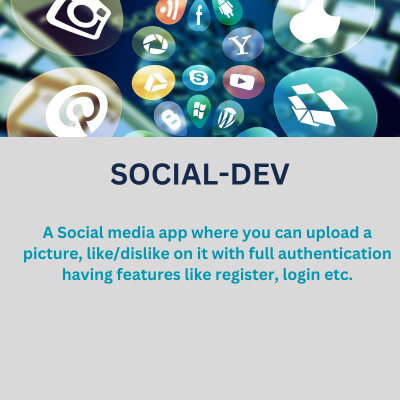 SOCIAL-DEV
A Social media app where you can upload a
picture, like/dislike on it with full authentication
having features like register, login etc.